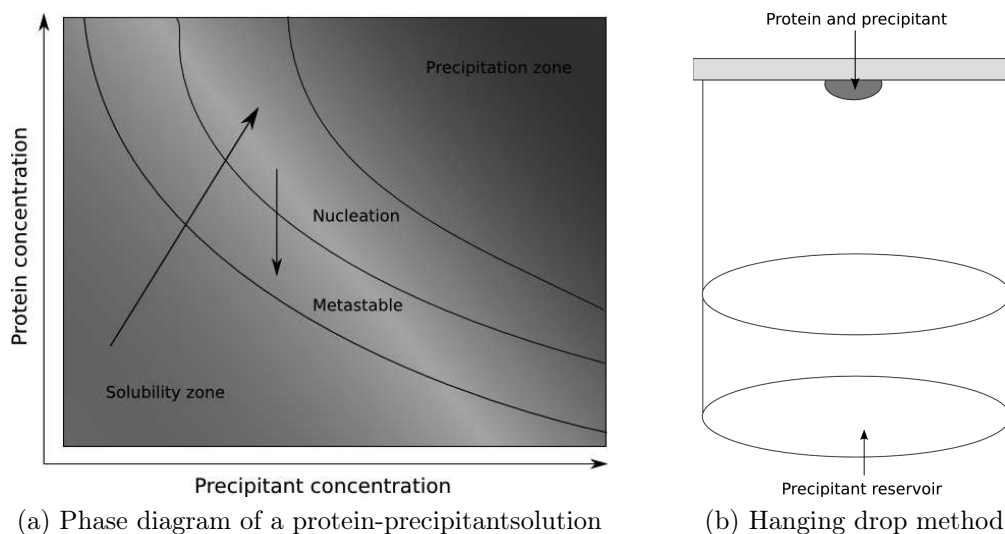 Protein and precipitant
Precipitation zone
Protein concentration
Nucleation
Metastable
Solubility zone
Precipitant concentration
Precipitant reservoir
(a) Phase diagram of a protein-precipitantsolution
(b) Hanging drop method